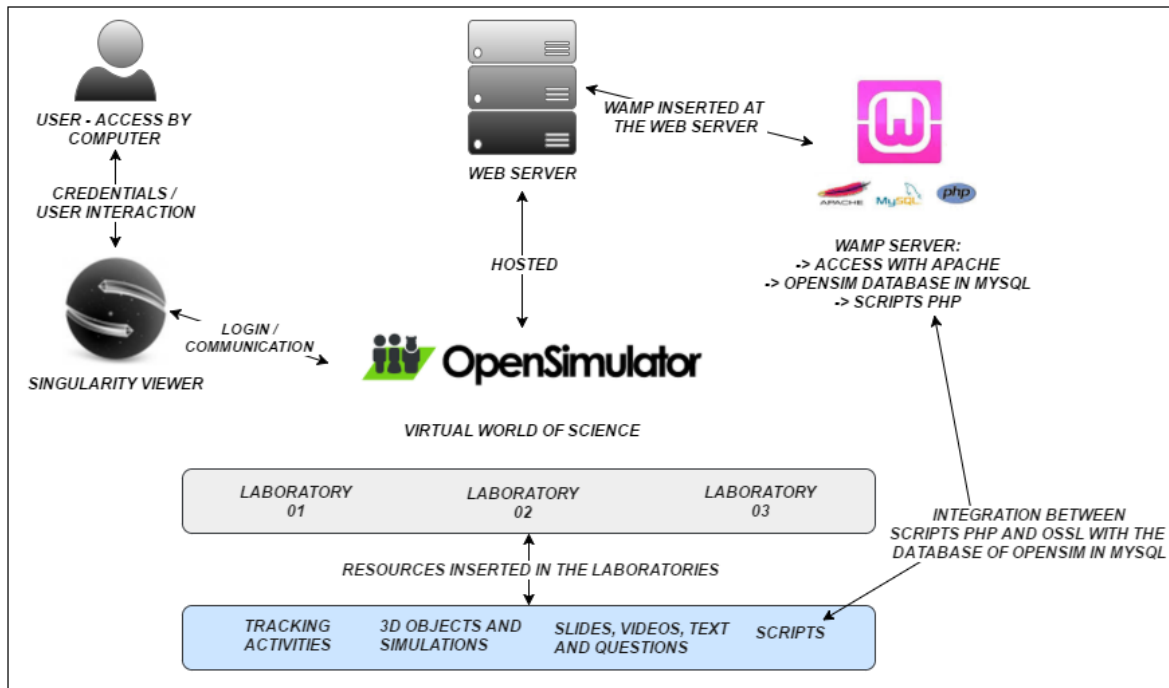 USER - ACCESS BY
COMPUTER
CREDENTIALS /
USER INTERACTION
SINGULARITY VIEWER
LOGIN /
COMMUNICATION
WEB SERVER
HOSTED
WAMP INSERTED AT
THE WEB SERVER
W
APACHE
MySQL
php
WAMP SERVER:
-> ACCESS WITH APACHE
-> OPENSIM DATABASE IN MYSQL
-> SCRIPTS PHP
OpenSimulator
VIRTUAL WORLD OF SCIENCE
LABORATORY
01
LABORATORY
02
LABORATORY
03
RESOURCES INSERTED IN THE LABORATORIES
INTEGRATION BETWEEN
SCRIPTS PHP AND OSSL WITH THE
DATABASE OF OPENSIM IN MYSQL
TRACKING
ACTIVITIES
3D OBJECTS AND
SIMULATIONS
SLIDES, VIDEOS, TEXT
AND QUESTIONS
SCRIPTS